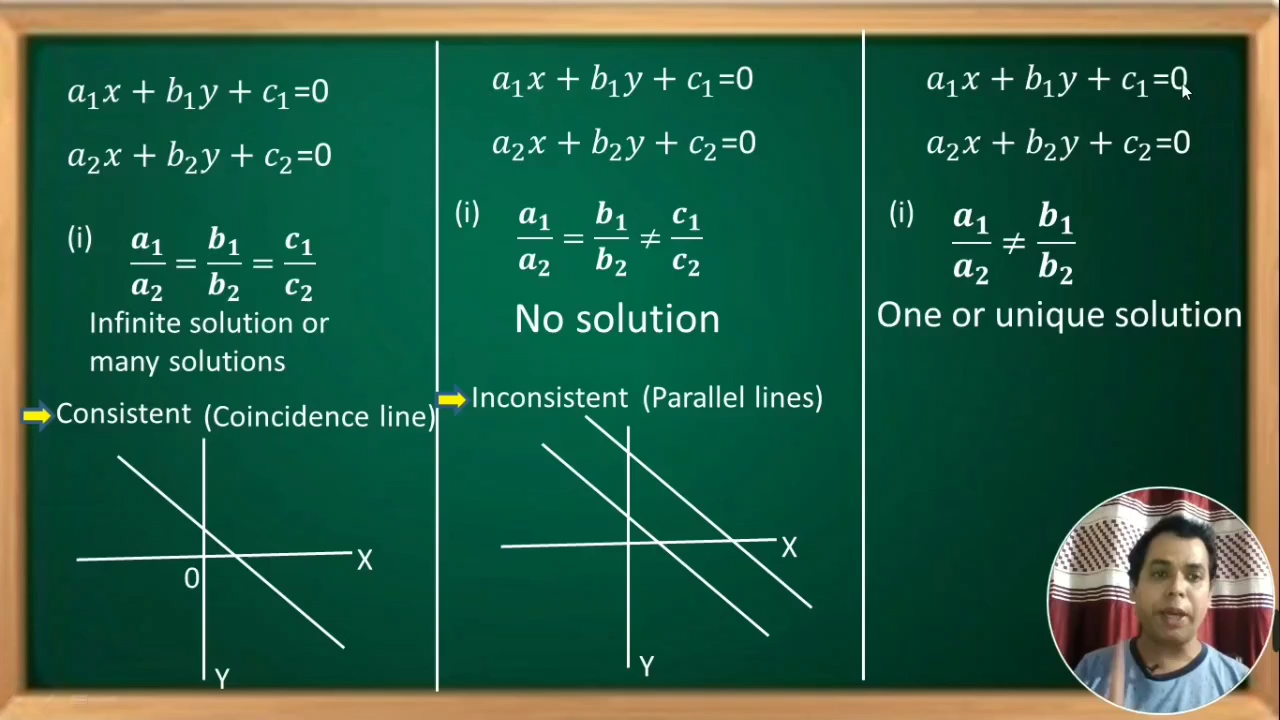 a₁x + b₁y + c₁=0
a₂x + b₂y + c₂=0
(i) a₁/a₂ = b₁/b₂ = c₁/c₂
Infinite solution or
many solutions
Consistent (Coincidence line)
X
0
Y
a₁x + b₁y + c₁=0
a₂x + b₂y + c₂=0
(i) a₁/a₂ = b₁/b₂ ≠ c₁/c₂
No solution
Inconsistent (Parallel lines)
X
Y
a₁x + b₁y + c₁=0
a₂x + b₂y + c₂=0
(i) a₁/a₂ ≠ b₁/b₂
One or unique solution